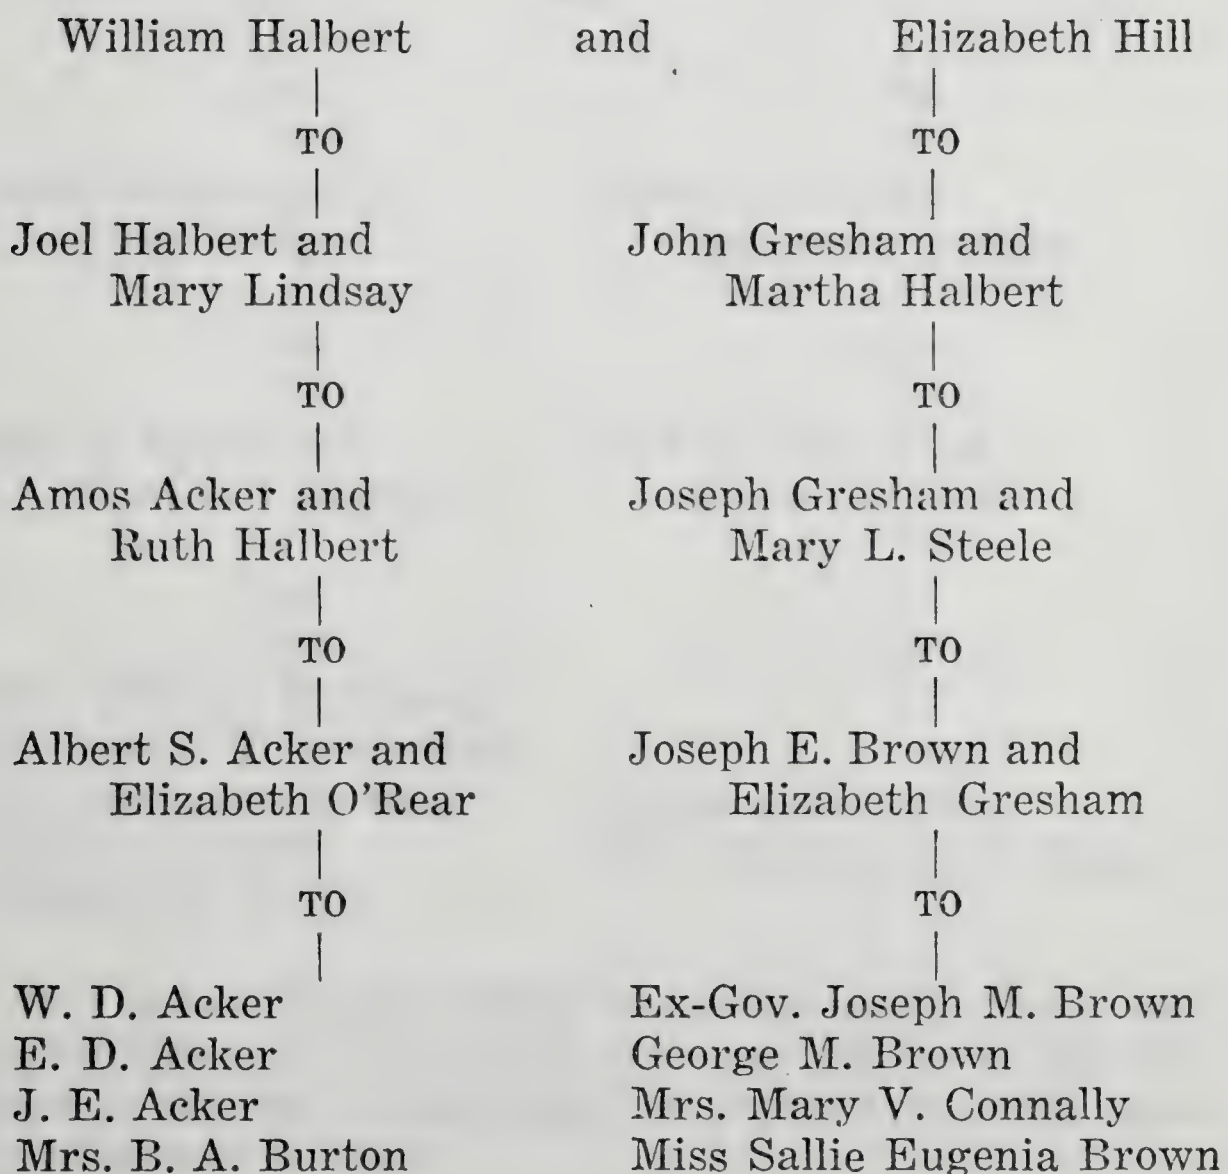 William Halbert and Elizabeth Hill
TO TO
Joel Halbert and John Gresham and
Mary Lindsay Martha Halbert
TO TO
Amos Acker and Joseph Gresham and
Ruth Halbert Mary L. Steele
TO TO
Albert S. Acker and Joseph E. Brown and
Elizabeth O'Rear Elizabeth Gresham
TO TO
W. D. Acker Ex-Gov. Joseph M. Brown
E. D. Acker George M. Brown
J. E. Acker Mrs. Mary V. Connally
Mrs. B. A. Burton Miss Sallie Eugenia Brown